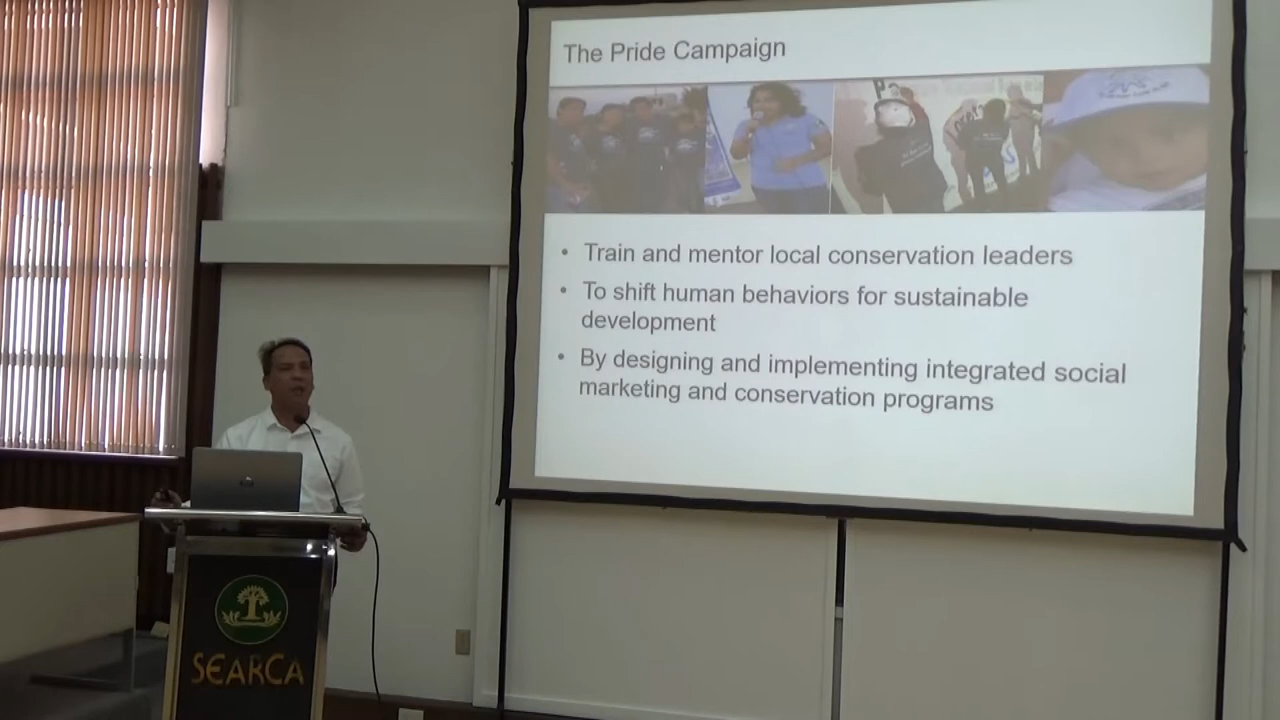 The Pride Campaign
• Train and mentor local conservation leaders
• To shift human behaviors for sustainable
development
• By designing and implementing integrated social
marketing and conservation programs
SEARCA